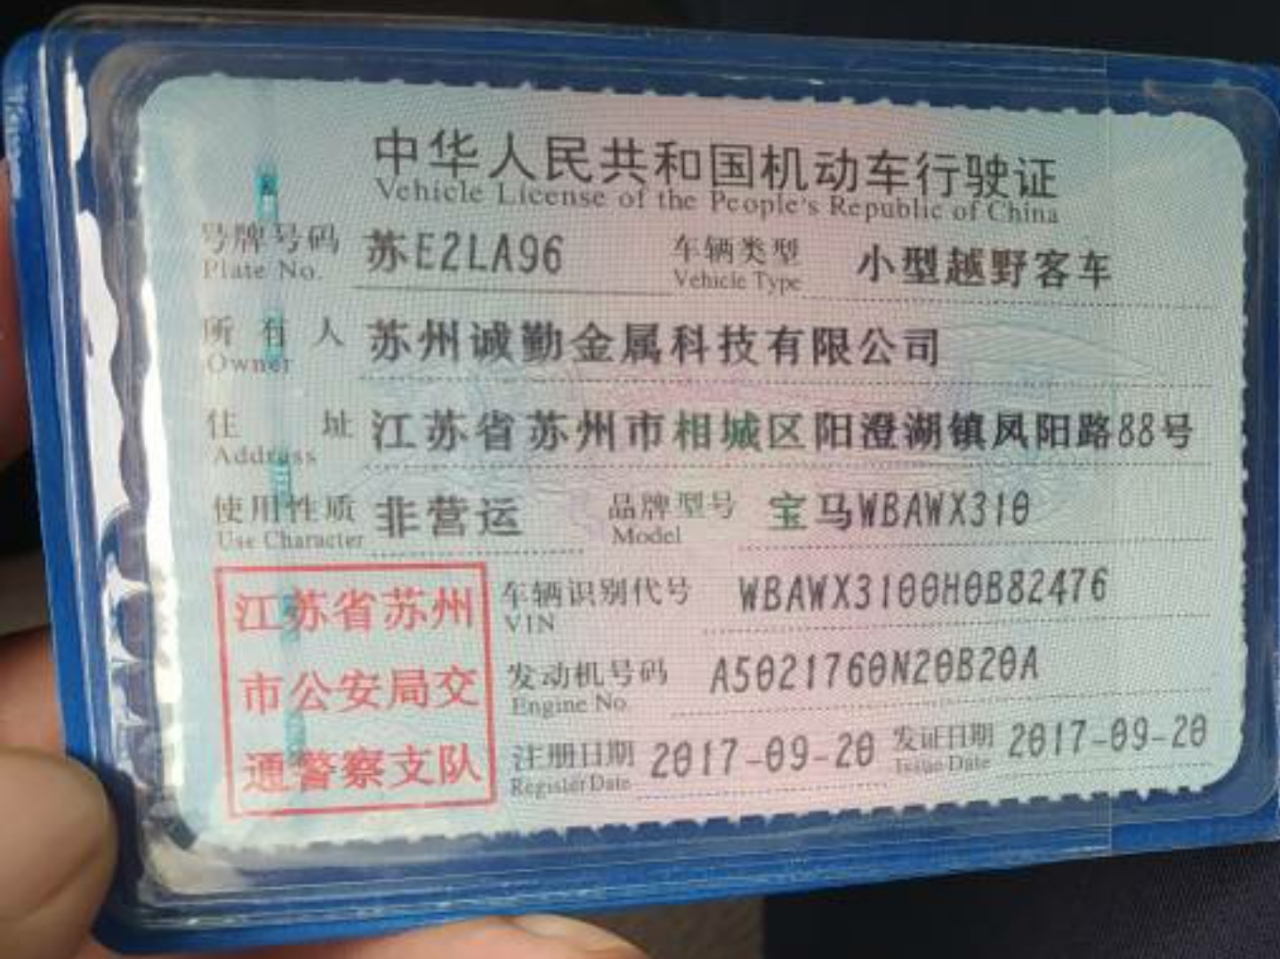 中华人民共和国机动车行驶证
Vehicle License of the People's Republic of China
号牌号码 苏E2LA96 车辆类型 小型越野客车
Plate No. Vehicle Type
所有人 苏州诚勤金属科技有限公司
Owner
住址 江苏省苏州市相城区阳澄湖镇凤阳路88号
Address
使用性质 非营运 品牌型号 宝马WBAWX310
Use Character Model
江苏省苏州 车辆识别代号 WBAWX3100H0B82476
VIN
市公安局交 发动机号码 A5021760N20B20A
Engine No.
通警察支队 注册日期 2017-09-20 发证日期 2017-09-20
Register Date Issue Date